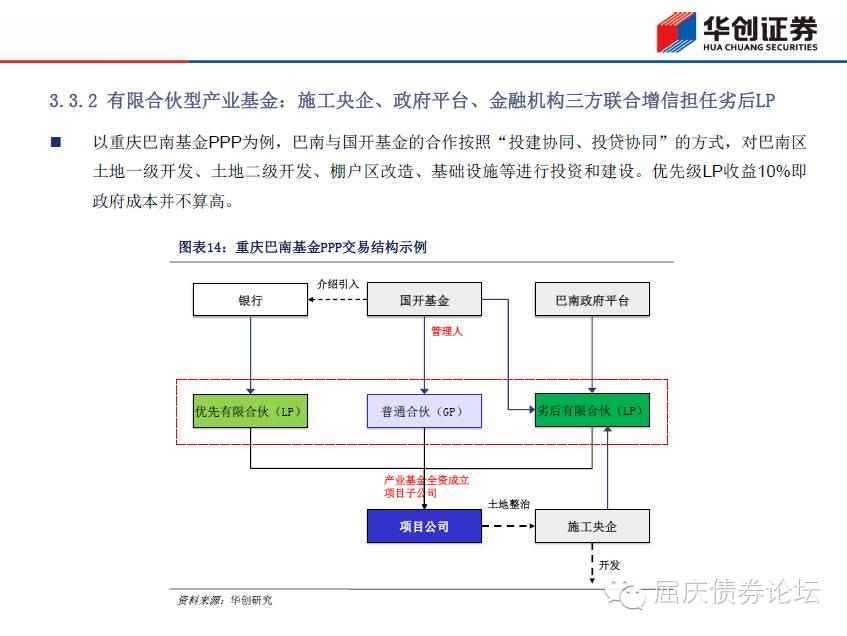 华创证券
HUA CHUANG SECURITIES
3.3.2 有限合伙型产业基金：施工央企、政府平台、金融机构三方联合增信担任劣后LP
以重庆巴南基金PPP为例，巴南与国开基金的合作按照“投建协同、投贷协同”的方式，对巴南区
土地一级开发、土地二级开发、棚户区改造、基础设施等进行投资和建设。优先级LP收益10%即
政府成本并不算高。
图表14：重庆巴南基金PPP交易结构示例
银行
介绍引入
国开基金
巴南政府平台
管理人
优先有限合伙（LP）
普通合伙（GP）
劣后有限合伙（LP）
产业基金全资成立
项目子公司
项目公司
土地整治
施工央企
开发
资料来源：华创研究
屈庆债券论坛